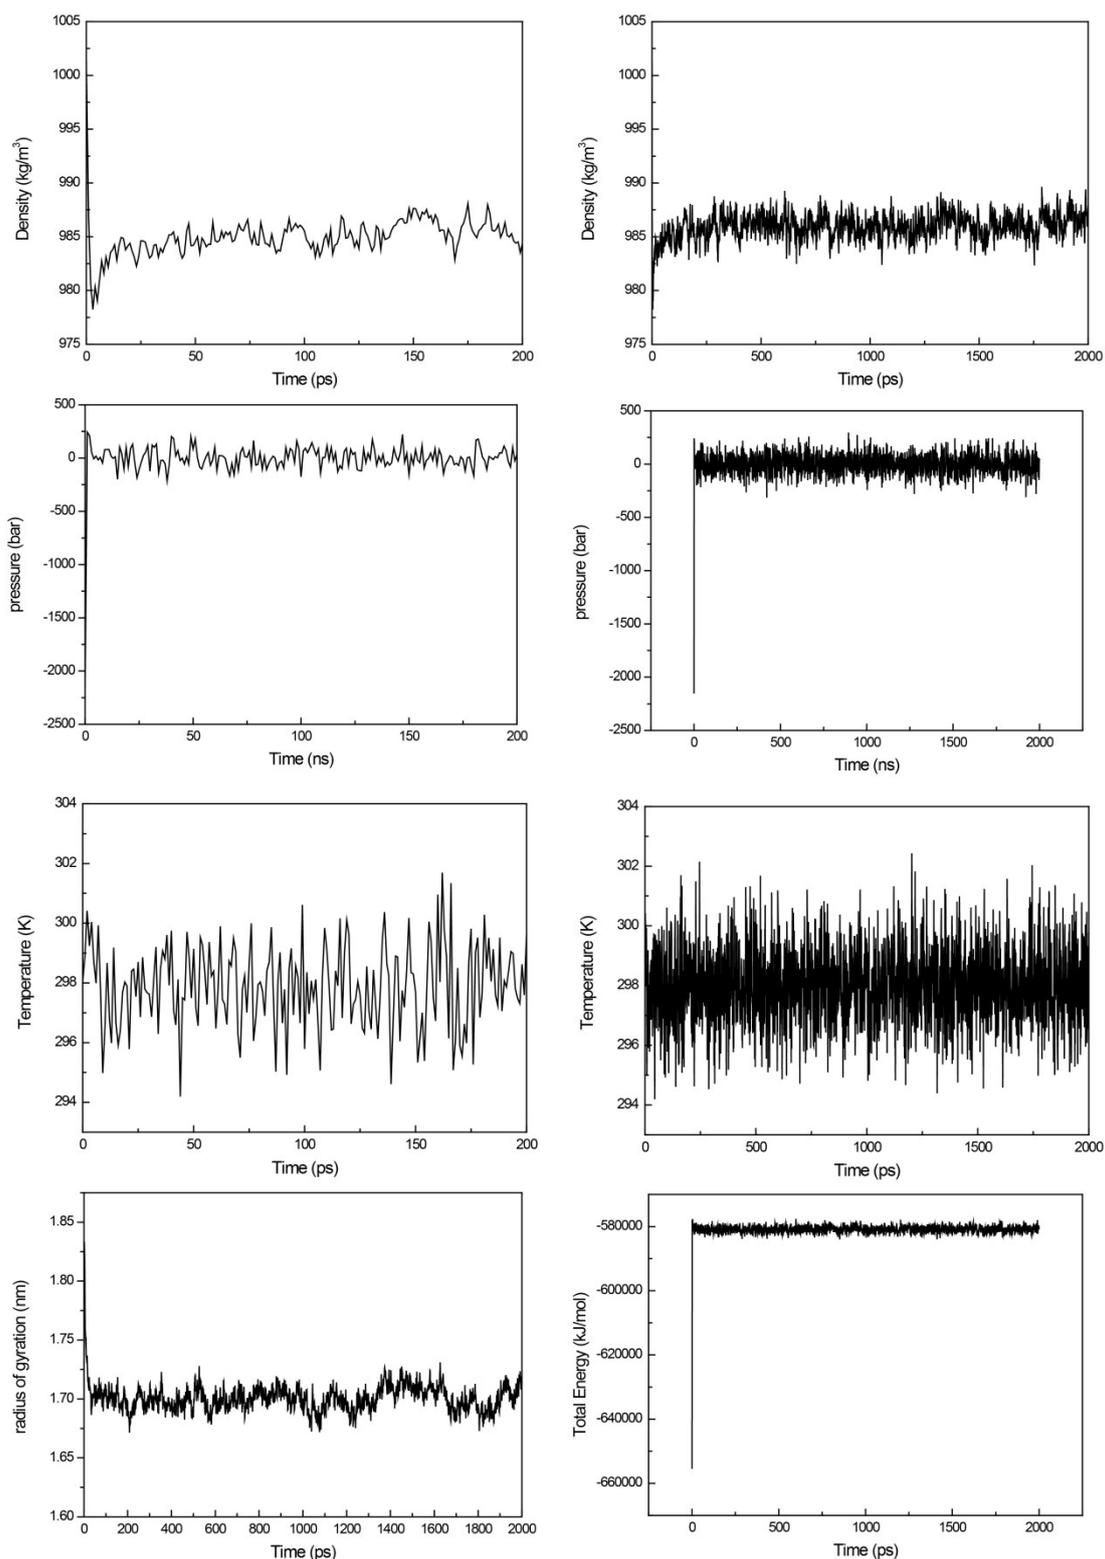 1005
1000
995
990
985
980
975
Density (kg/m³)
0 50 100 150 200
Time (ps)
1005
1000
995
990
985
980
975
Density (kg/m³)
0 500 1000 1500 2000
Time (ps)
500
0
-500
-1000
-1500
-2000
-2500
pressure (bar)
0 50 100 150 200
Time (ns)
500
0
-500
-1000
-1500
-2000
-2500
pressure (bar)
0 500 1000 1500 2000
Time (ns)
304
302
300
298
296
294
Temperature (K)
0 50 100 150 200
Time (ps)
304
302
300
298
296
294
Temperature (K)
0 500 1000 1500 2000
Time (ps)
1.85
1.80
1.75
1.70
1.65
1.60
radius of gyration (nm)
0 200 400 600 800 1000 1200 1400 1600 1800 2000
Time (ps)
-580000
-600000
-620000
-640000
-660000
Total Energy (kJ/mol)
0 500 1000 1500 2000
Time (ps)